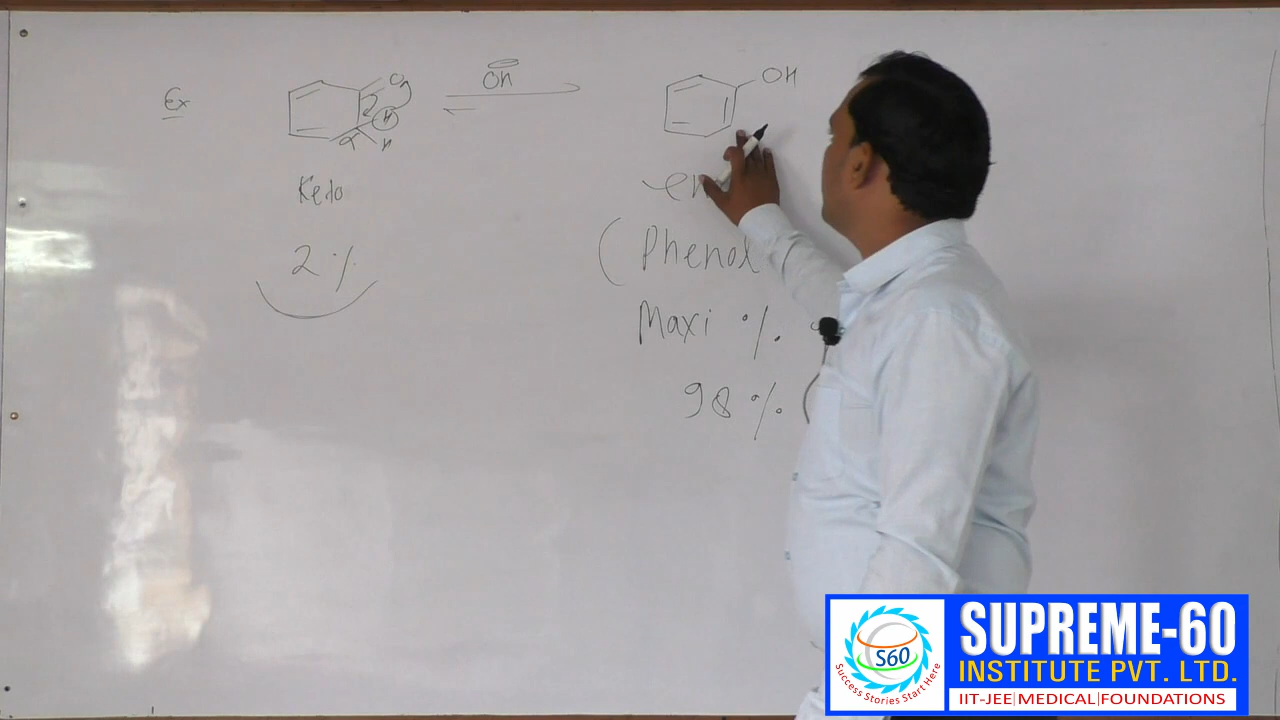 Ex
O
H
H
α
OH
OH
Keto
2 %
(Phenol
Maxi %
98 %
S60
Success Stories Start Here
SUPREME-60
INSTITUTE PVT. LTD.
IIT-JEE|MEDICAL|FOUNDATIONS